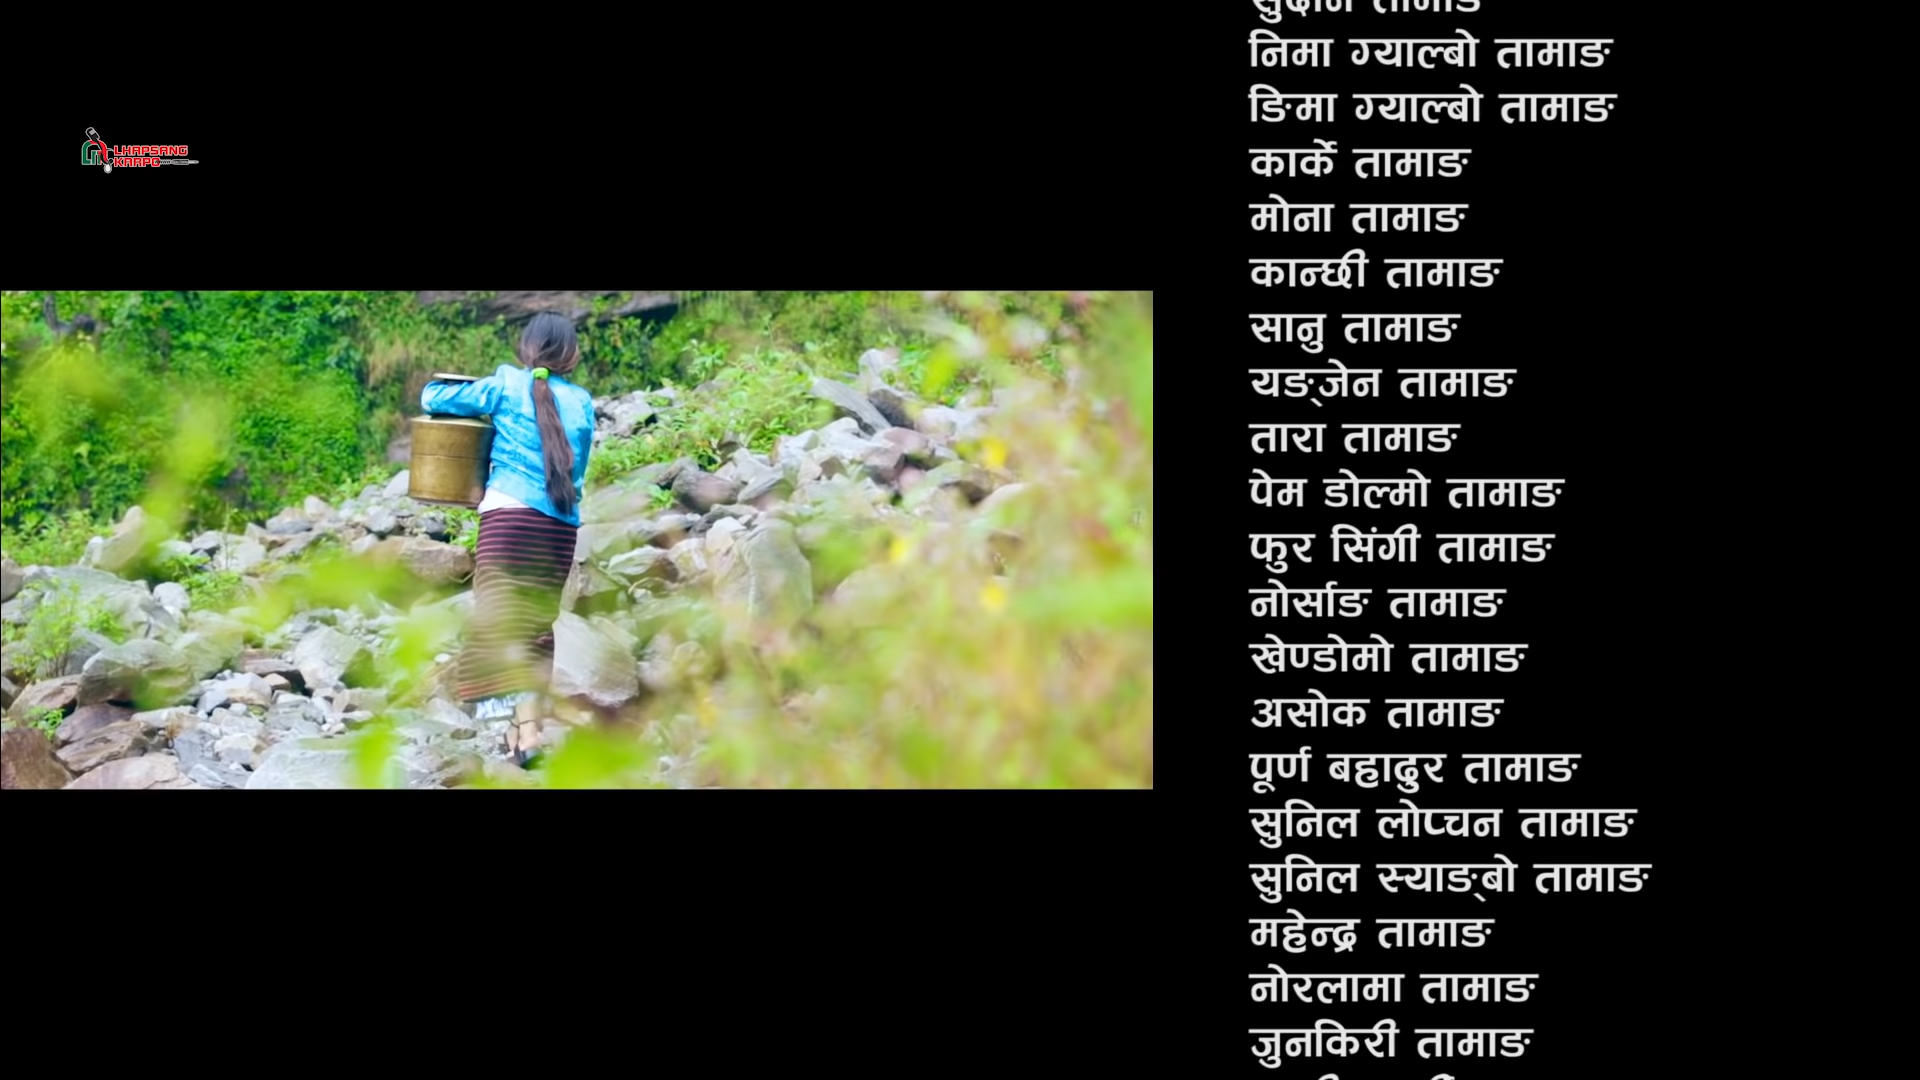 LHAPSANG
KARPO
निमा ग्याल्बो तामाङ
ङिमा ग्याल्बो तामाङ
कार्के तामाङ
मोना तामाङ
कान्छी तामाङ
सानु तामाङ
यङ्जेन तामाङ
तारा तामाङ
पेम डोल्मो तामाङ
फुर सिंगी तामाङ
नोर्साङ तामाङ
खेण्डोमो तामाङ
असोक तामाङ
पूर्ण बहाढुर तामाङ
सुनिल लोप्चन तामाङ
सुनिल स्याङ्बो तामाङ
महेन्द्र तामाङ
नोरलामा तामाङ
जुनकिरी तामाङ